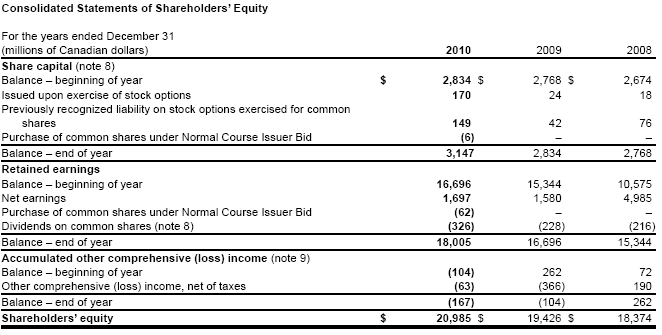 Consolidated Statements of Shareholders' Equity
For the years ended December 31
(millions of Canadian dollars) 2010 2009 2008
Share capital (note 8)
Balance – beginning of year $ 2,834 $ 2,768 $ 2,674
Issued upon exercise of stock options 170 24 18
Previously recognized liability on stock options exercised for common
shares 149 42 76
Purchase of common shares under Normal Course Issuer Bid (6) – –
Balance – end of year 3,147 2,834 2,768
Retained earnings
Balance – beginning of year 16,696 15,344 10,575
Net earnings 1,697 1,580 4,985
Purchase of common shares under Normal Course Issuer Bid (62) – –
Dividends on common shares (note 8) (326) (228) (216)
Balance – end of year 18,005 16,696 15,344
Accumulated other comprehensive (loss) income (note 9)
Balance – beginning of year (104) 262 72
Other comprehensive (loss) income, net of taxes (63) (366) 190
Balance – end of year (167) (104) 262
Shareholders' equity $ 20,985 $ 19,426 $ 18,374